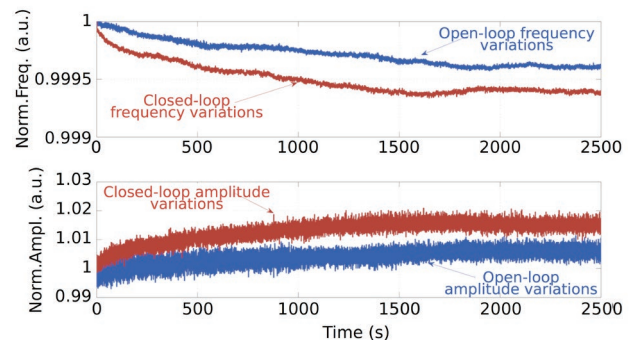 Norm.Freq. (a.u.)
1
0.9995
0.999
Open-loop frequency
variations
Closed-loop
frequency variations
0 500 1000 1500 2000 2500
Norm.Ampl. (a.u.)
1.03
1.02
1.01
1
0.99
Closed-loop amplitude
variations
Open-loop
amplitude variations
0 500 1000 1500 2000 2500
Time (s)